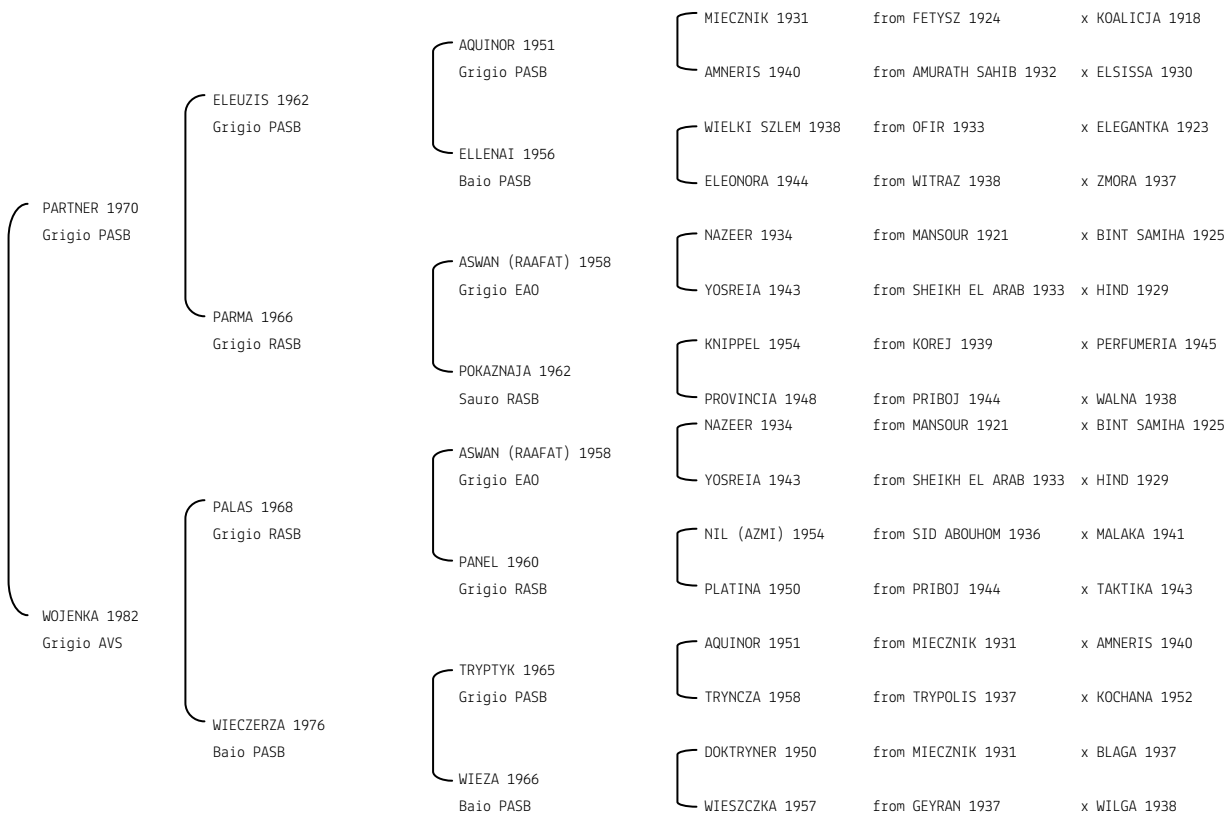 MIECZNIK 1931 from FETYSZ 1924 x KOALICJA 1918
AQUINOR 1951
Grigio PASB
AMNERIS 1940 from AMURATH SAHIB 1932 x ELSISSA 1930
ELEUZIS 1962
Grigio PASB
WIELKI SZLEM 1938 from OFIR 1933 x ELEGANTKA 1923
ELLENAI 1956
Baio PASB
ELEONORA 1944 from WITRAZ 1938 x ZMORA 1937
PARTNER 1970
Grigio PASB
NAZEER 1934 from MANSOUR 1921 x BINT SAMIHA 1925
ASWAN (RAAFAT) 1958
Grigio EAO
YOSREIA 1943 from SHEIKH EL ARAB 1933 x HIND 1929
PARMA 1966
Grigio RASB
KNIPPEL 1954 from KOREJ 1939 x PERFUMERIA 1945
POKAZNAJA 1962
Sauro RASB
PROVINCIA 1948 from PRIBOJ 1944 x WALNA 1938
NAZEER 1934 from MANSOUR 1921 x BINT SAMIHA 1925
ASWAN (RAAFAT) 1958
Grigio EAO
YOSREIA 1943 from SHEIKH EL ARAB 1933 x HIND 1929
PALAS 1968
Grigio RASB
NIL (AZMI) 1954 from SID ABOUHOM 1936 x MALAKA 1941
PANEL 1960
Grigio RASB
PLATINA 1950 from PRIBOJ 1944 x TAKTIKA 1943
WOJENKA 1982
Grigio AVS
AQUINOR 1951 from MIECZNIK 1931 x AMNERIS 1940
TRYPTYK 1965
Grigio PASB
TRYNCZA 1958 from TRYPOLIS 1937 x KOCHANA 1952
WIECZERZA 1976
Baio PASB
DOKTRYNER 1950 from MIECZNIK 1931 x BLAGA 1937
WIEZA 1966
Baio PASB
WIESZCZKA 1957 from GEYRAN 1937 x WILGA 1938